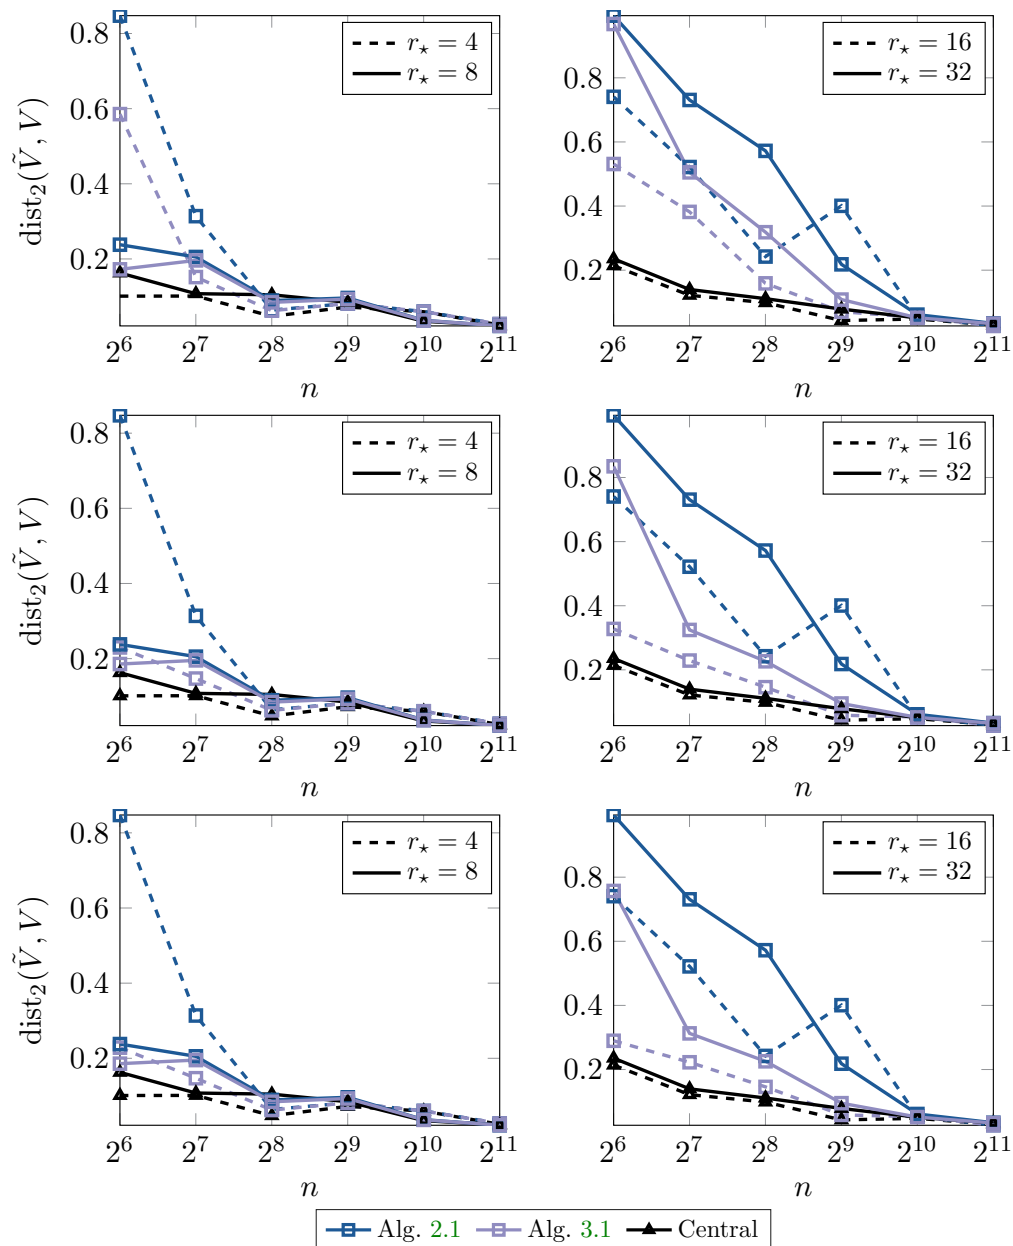 0.8
0.6
0.4
0.2
dist₂(Ṽ, V)
r⋆ = 4
r⋆ = 8
2⁶ 2⁷ 2⁸ 2⁹ 2¹⁰ 2¹¹
n
0.8
0.6
0.4
0.2
r⋆ = 16
r⋆ = 32
2⁶ 2⁷ 2⁸ 2⁹ 2¹⁰ 2¹¹
n
0.8
0.6
0.4
0.2
dist₂(Ṽ, V)
r⋆ = 4
r⋆ = 8
2⁶ 2⁷ 2⁸ 2⁹ 2¹⁰ 2¹¹
n
0.8
0.6
0.4
0.2
r⋆ = 16
r⋆ = 32
2⁶ 2⁷ 2⁸ 2⁹ 2¹⁰ 2¹¹
n
0.8
0.6
0.4
0.2
dist₂(Ṽ, V)
r⋆ = 4
r⋆ = 8
2⁶ 2⁷ 2⁸ 2⁹ 2¹⁰ 2¹¹
n
0.8
0.6
0.4
0.2
r⋆ = 16
r⋆ = 32
2⁶ 2⁷ 2⁸ 2⁹ 2¹⁰ 2¹¹
n
Alg. 2.1 Alg. 3.1 Central